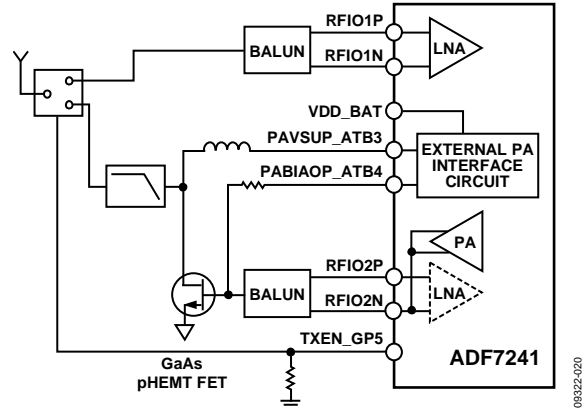 RFIO1P
BALUN
LNA
RFIO1N
VDD_BAT
PAVSUP_ATB3
EXTERNAL PA
INTERFACE
CIRCUIT
PABIAOP_ATB4
PA
RFIO2P
BALUN
LNA
RFIO2N
TXEN_GP5
ADF7241
GaAs
pHEMT FET
09322-020